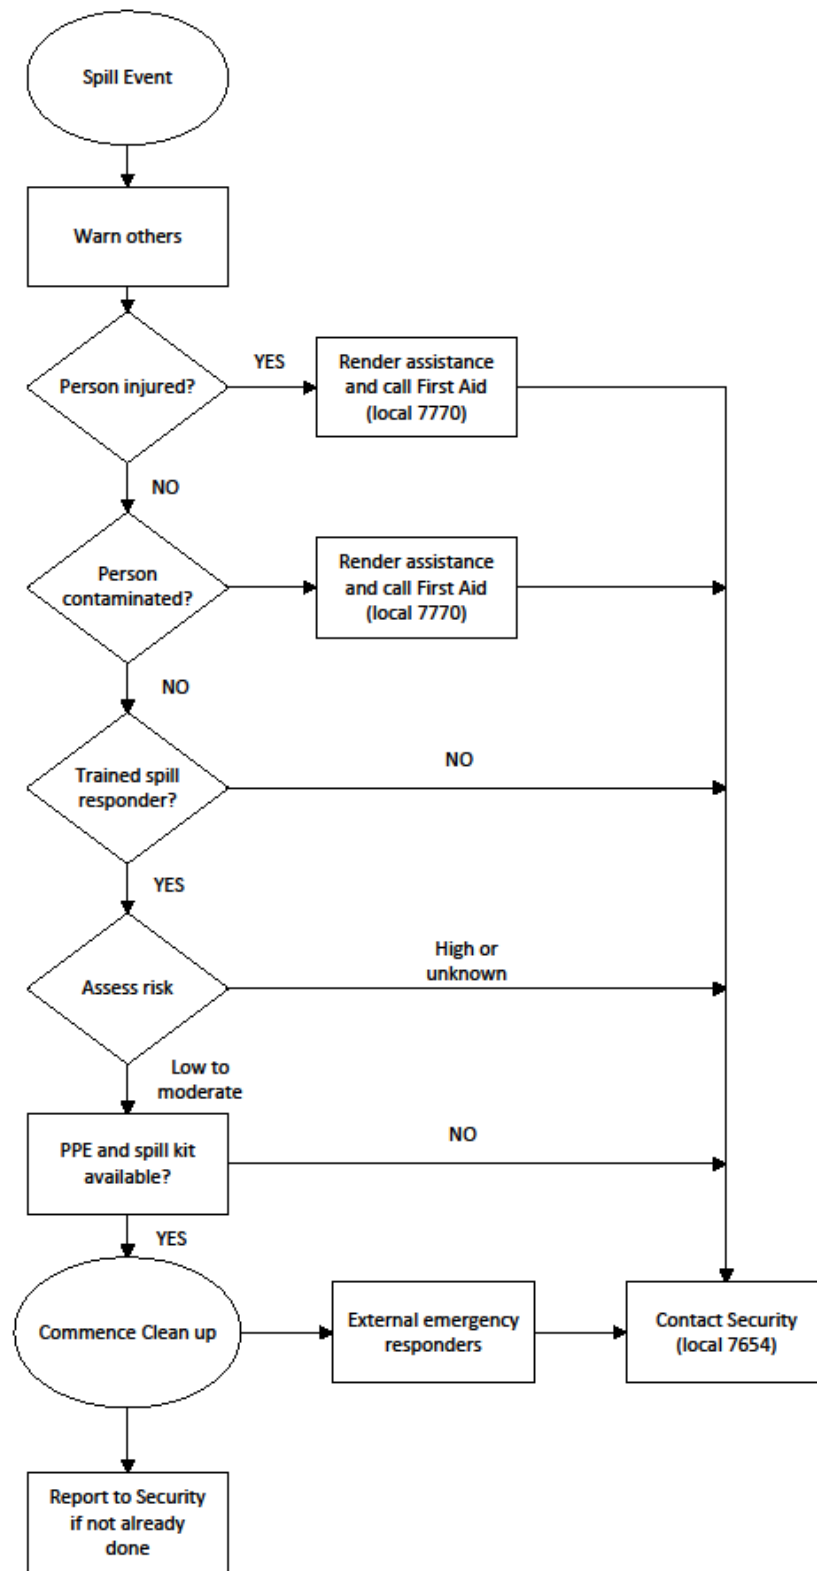 Spill Event
Warn others
Person injured?
YES
Render assistance
and call First Aid
(local 7770)
NO
Person
contaminated?
Render assistance
and call First Aid
(local 7770)
NO
Trained spill
responder?
NO
YES
Assess risk
High or
unknown
Low to
moderate
PPE and spill kit
available?
NO
YES
Commence Clean up
External emergency
responders
Contact Security
(local 7654)
Report to Security
if not already
done